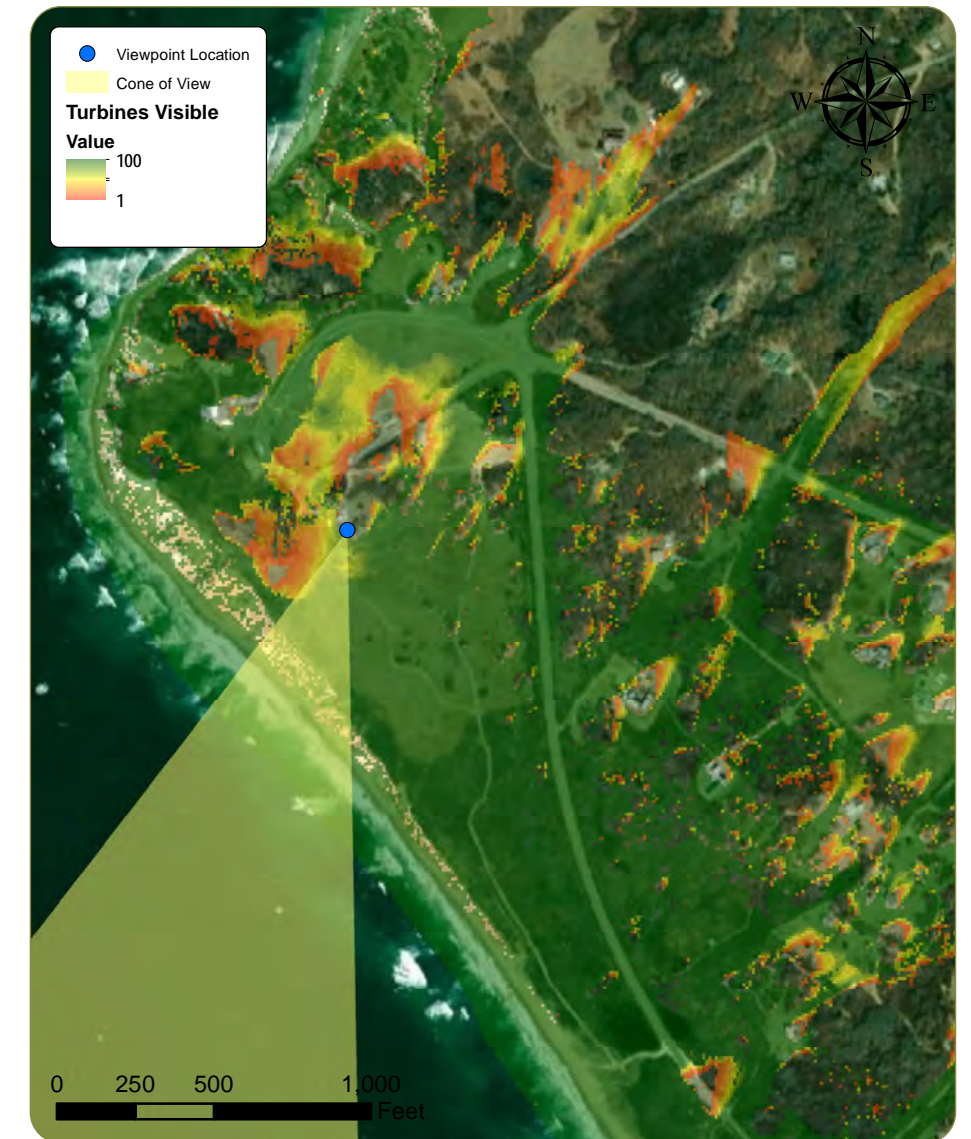 Viewpoint Location
Cone of View
Turbines Visible
Value
100
1
N
W
E
S
0 250 500 1,000
Feet